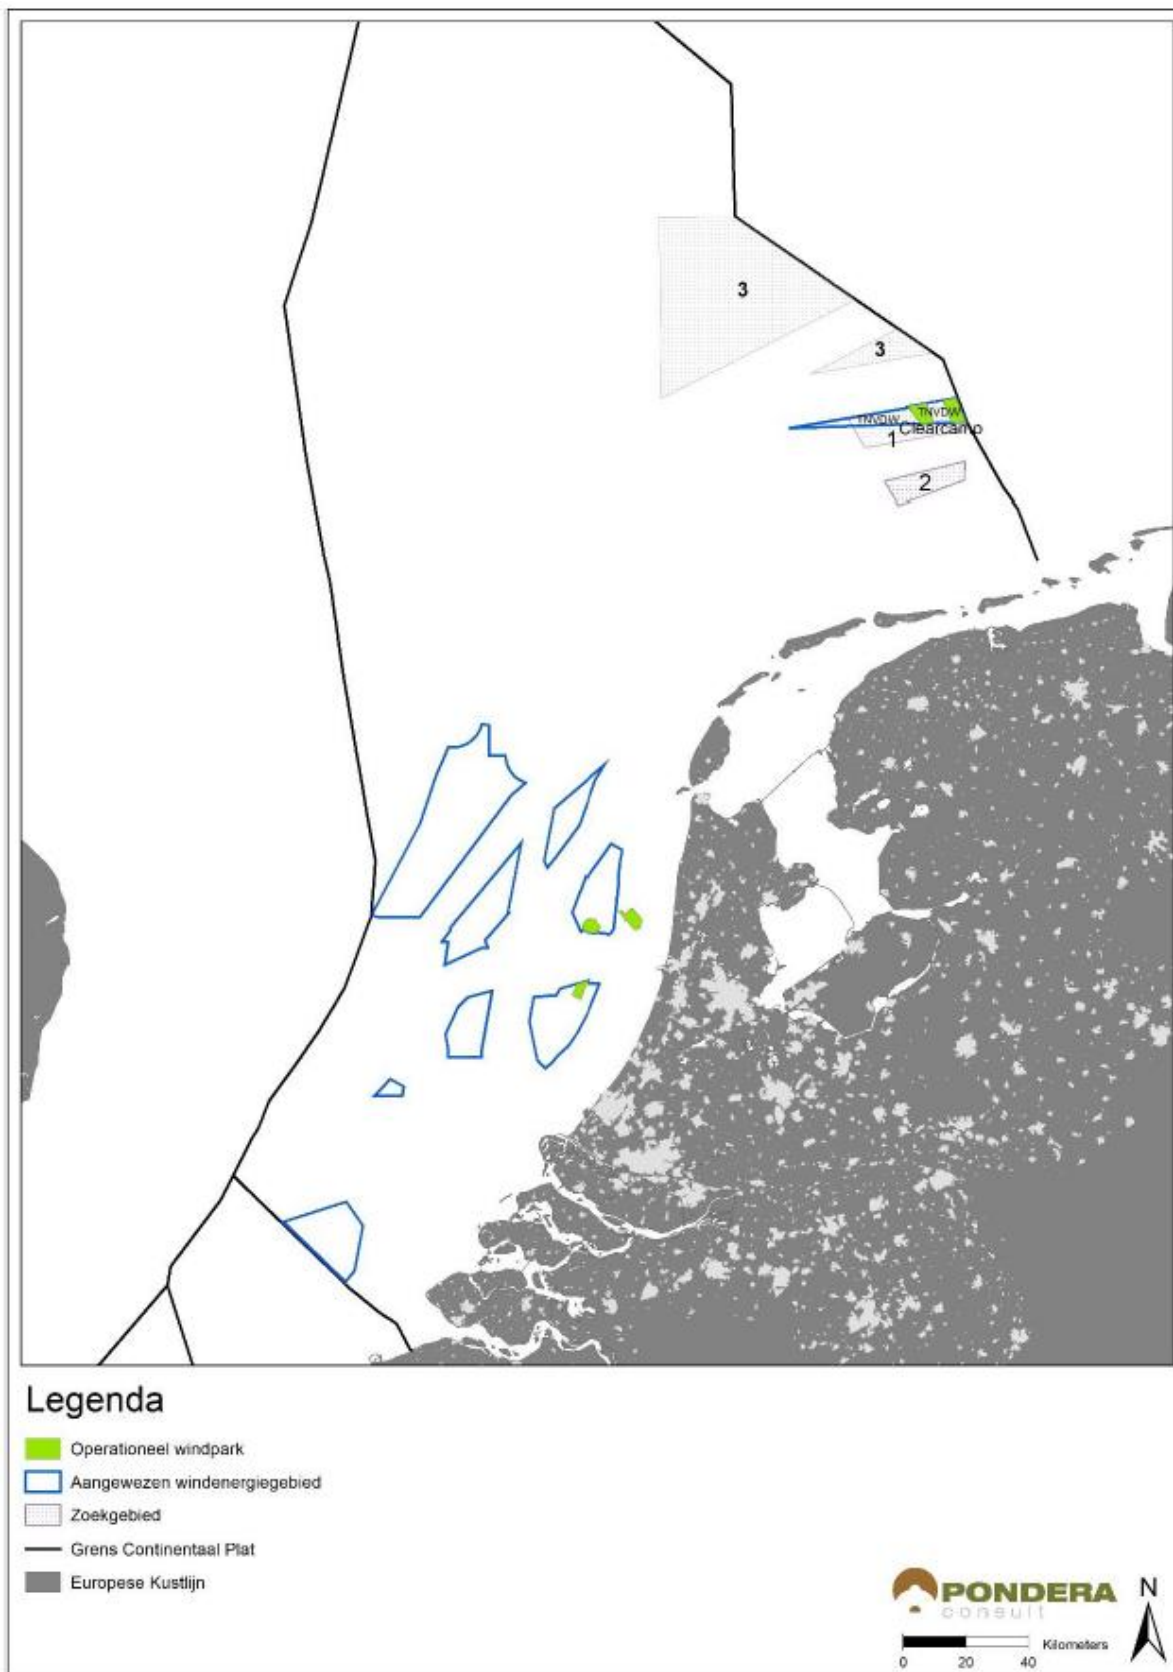 3
3
TNVDW
TNVDW
Clearcamp
1
2
Legenda
Operationeel windpark
Aangewezen windenergiegebied
Zoekgebied
Grens Continentaal Plat
Europese Kustlijn
PONDERA
consult
N
Kilometers
0 20 40